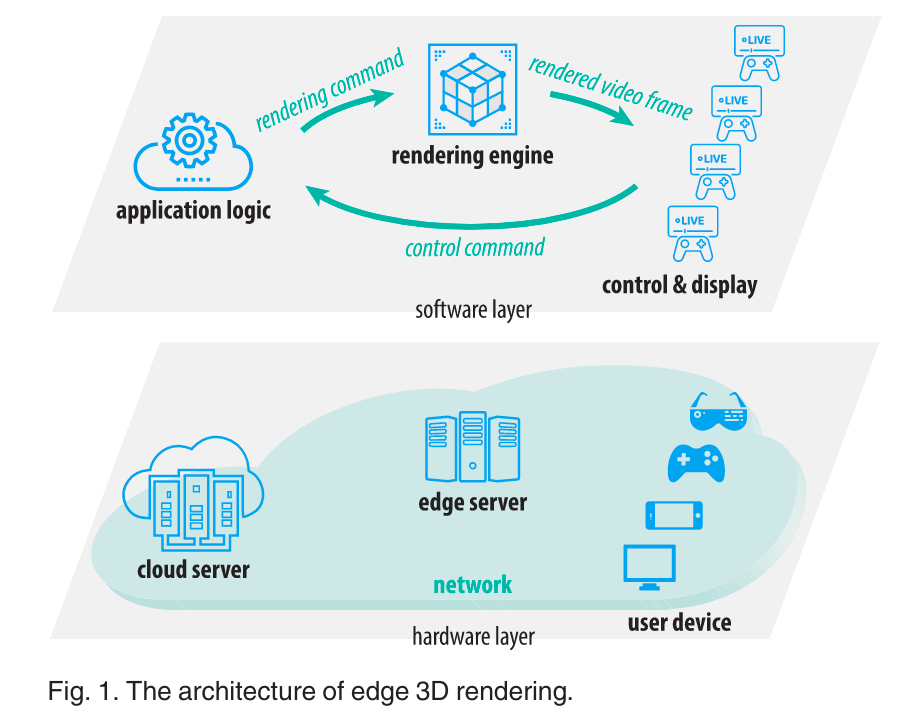 LIVE
rendering command
rendered video frame
LIVE
rendering engine
LIVE
application logic
LIVE
control command
control & display
software layer
edge server
cloud server
network
user device
hardware layer
Fig. 1. The architecture of edge 3D rendering.